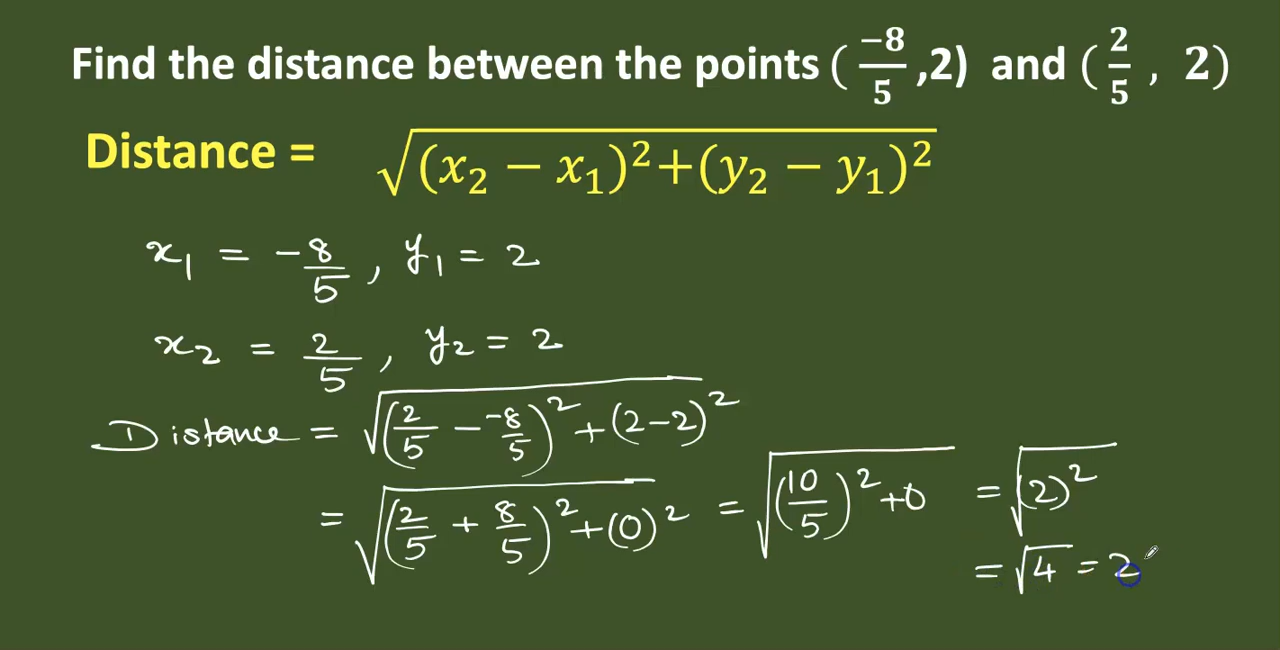 Find the distance between the points (-8/5 ,2) and (2/5 , 2)
Distance = √((x₂ − x₁)²+(y₂ − y₁)²)
x₁ = -8/5 , y₁ = 2
x₂ = 2/5 , y₂ = 2
Distance = √((2/5 − -8/5)² + (2-2)²)
= √((2/5 + 8/5)² + (0)²) = √((10/5)² + 0) = √((2)²)
= √4 = 2